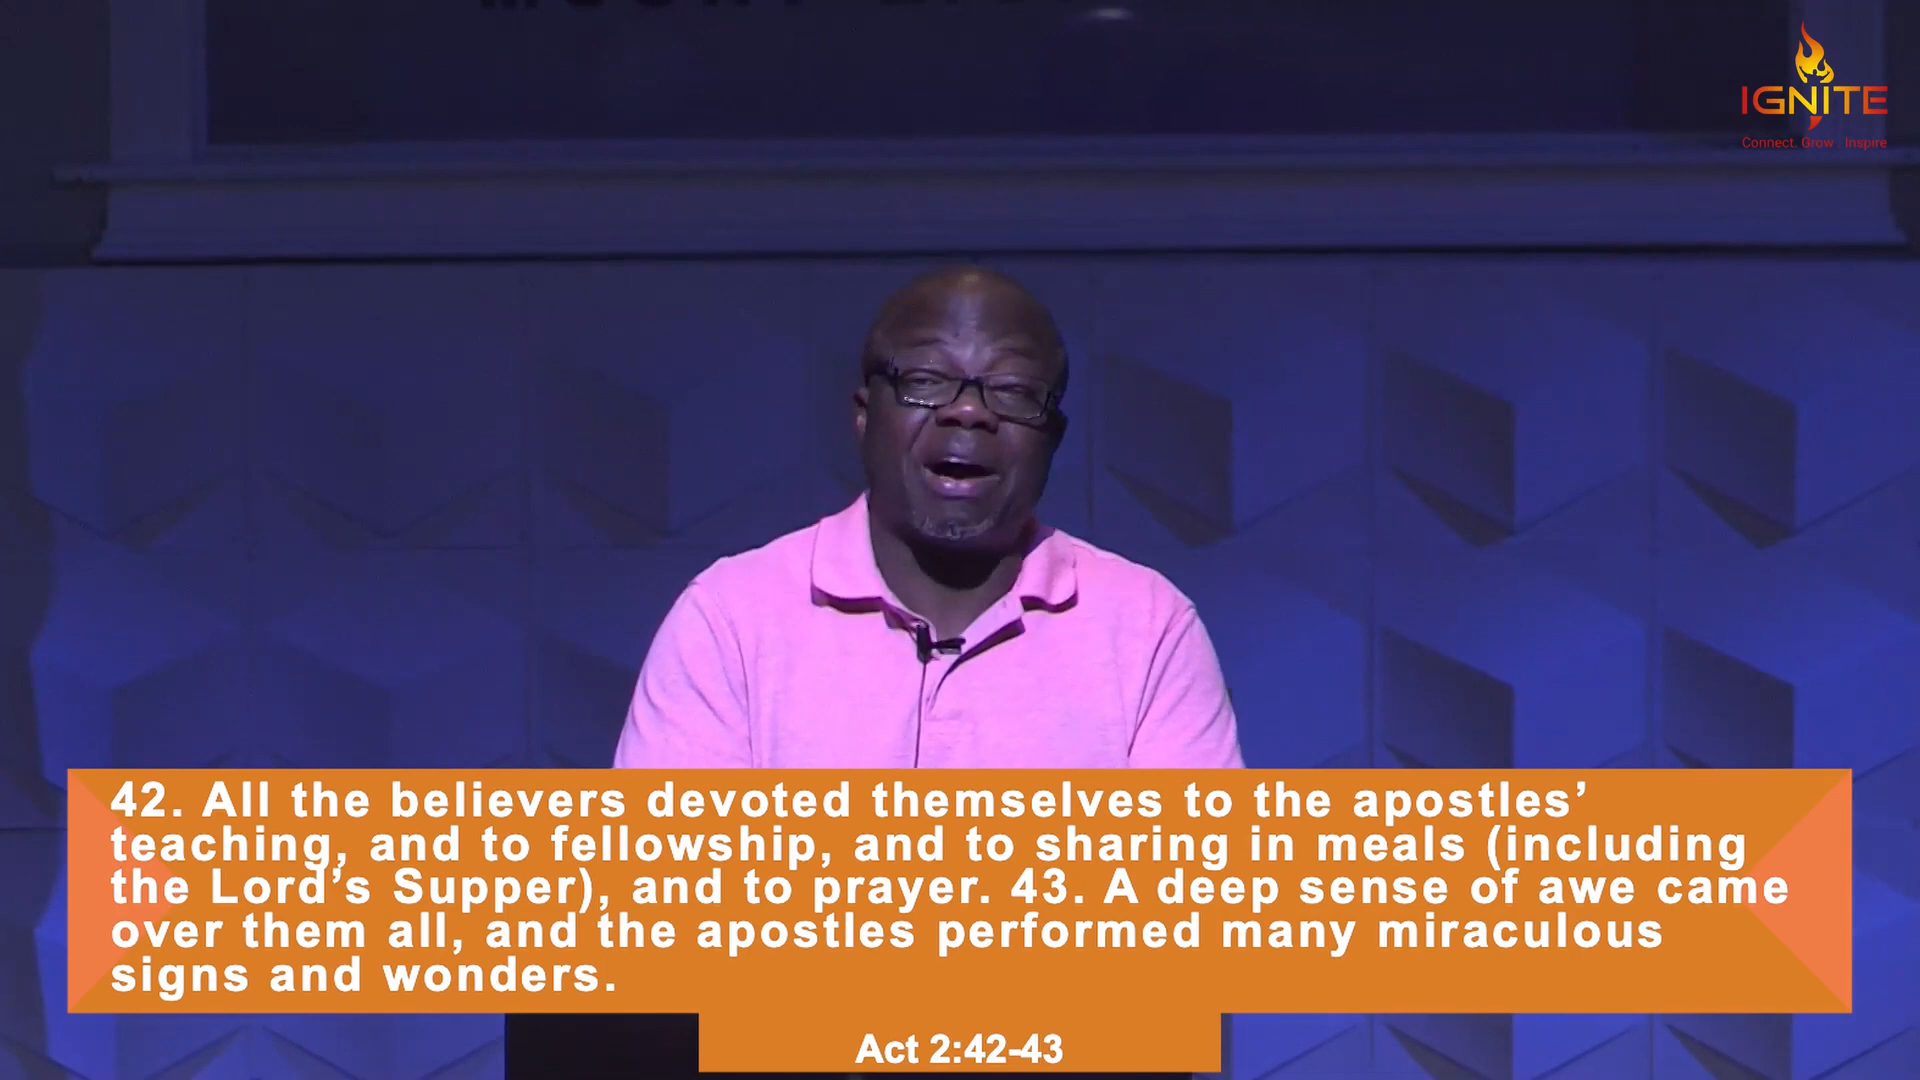 IGNITE
Connect. Grow . Inspire
42. All the believers devoted themselves to the apostles’
teaching, and to fellowship, and to sharing in meals (including
the Lord’s Supper), and to prayer. 43. A deep sense of awe came
over them all, and the apostles performed many miraculous
signs and wonders.
Act 2:42-43